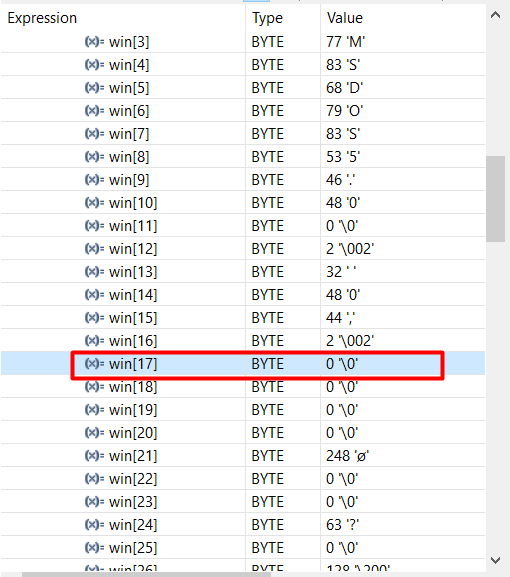 Expression Type Value
(x)= win[3] BYTE 77 'M'
(x)= win[4] BYTE 83 'S'
(x)= win[5] BYTE 68 'D'
(x)= win[6] BYTE 79 'O'
(x)= win[7] BYTE 83 'S'
(x)= win[8] BYTE 53 '5'
(x)= win[9] BYTE 46 '.'
(x)= win[10] BYTE 48 '0'
(x)= win[11] BYTE 0 '\0'
(x)= win[12] BYTE 2 '\002'
(x)= win[13] BYTE 32 ' '
(x)= win[14] BYTE 48 '0'
(x)= win[15] BYTE 44 ','
(x)= win[16] BYTE 2 '\002'
(x)= win[17] BYTE 0 '\0'
(x)= win[18] BYTE 0 '\0'
(x)= win[19] BYTE 0 '\0'
(x)= win[20] BYTE 0 '\0'
(x)= win[21] BYTE 248 'ø'
(x)= win[22] BYTE 0 '\0'
(x)= win[23] BYTE 0 '\0'
(x)= win[24] BYTE 63 '?'
(x)= win[25] BYTE 0 '\0'
(x)= win[26] BYTE 128 '\200'